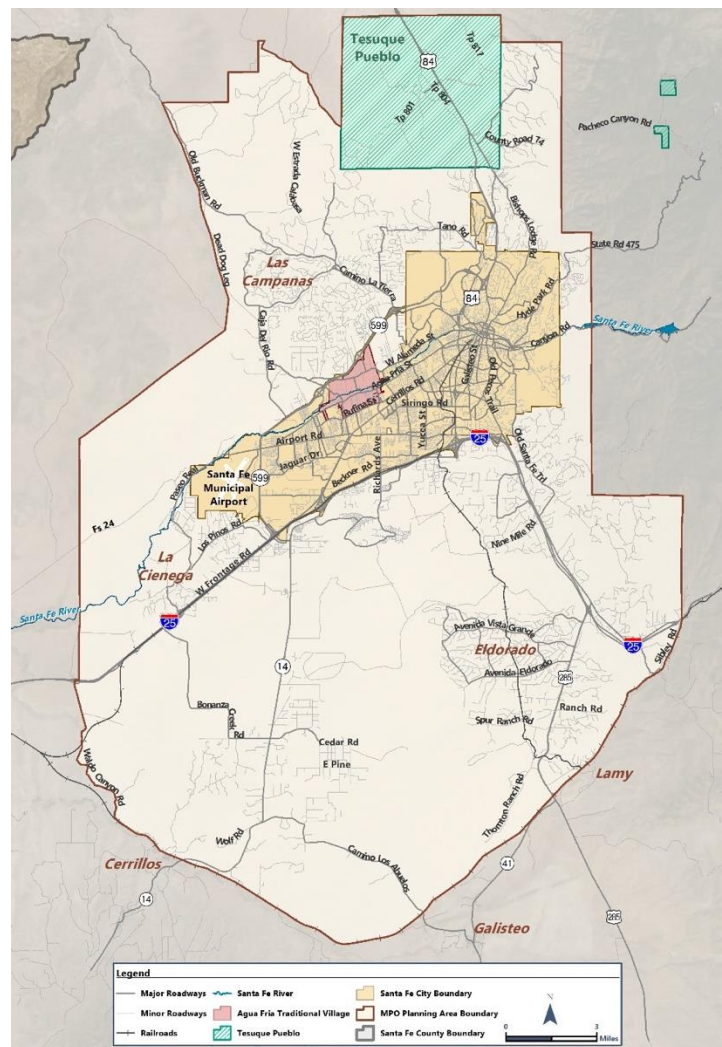 Tesuque
Pueblo
84
Tp 817
Tp 804
Tp 801
County Road 74
Pacheco Canyon Rd
Old Buckman Rd
W Estrada Calabasa
Bishops Lodge Rd
Tano Rd
State Rd 475
Dead Dog Leg
Las
Campanas
Camino La Tierra
84
Hyde Park Rd
Caja Del Rio Rd
599
Santa Fe River
Canyon Rd
W Alameda St
Agua Fria St
Galisteo St
Old Pecos Trail
Rufina St
Cerrillos Rd
Siringo Rd
Yucca St
Airport Rd
25
Old Santa Fe Trl
Jaguar Dr
Richards Ave
Beckner Rd
Paseo Real
Santa Fe
Municipal
Airport
599
Fs 24
Los Pinos Rd
Nine Mile Rd
La
Cienega
W Frontage Rd
Santa Fe River
25
Avenida Vista Grande
Eldorado
25
Sibley Rd
14
Avenida Eldorado
285
Bonanza
Creek
Rd
Spur Ranch Rd
Ranch Rd
Cedar Rd
E Pine
Waldo Canyon Rd
Lamy
Thornton Ranch Rd
Wolf Rd
Cerrillos
Camino Los Abuelos
41
14
Galisteo
285
Legend
Major Roadways
Santa Fe River
Santa Fe City Boundary
Minor Roadways
Agua Fria Traditional Village
MPO Planning Area Boundary
Railroads
Tesuque Pueblo
Santa Fe County Boundary
N
0
3
Miles